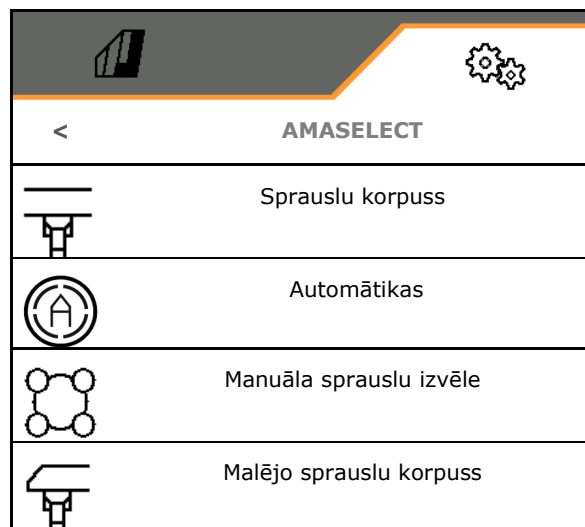 < AMASELECT
Sprauslu korpuss
Automātikas
Manuāla sprauslu izvēle
Malējo sprauslu korpuss